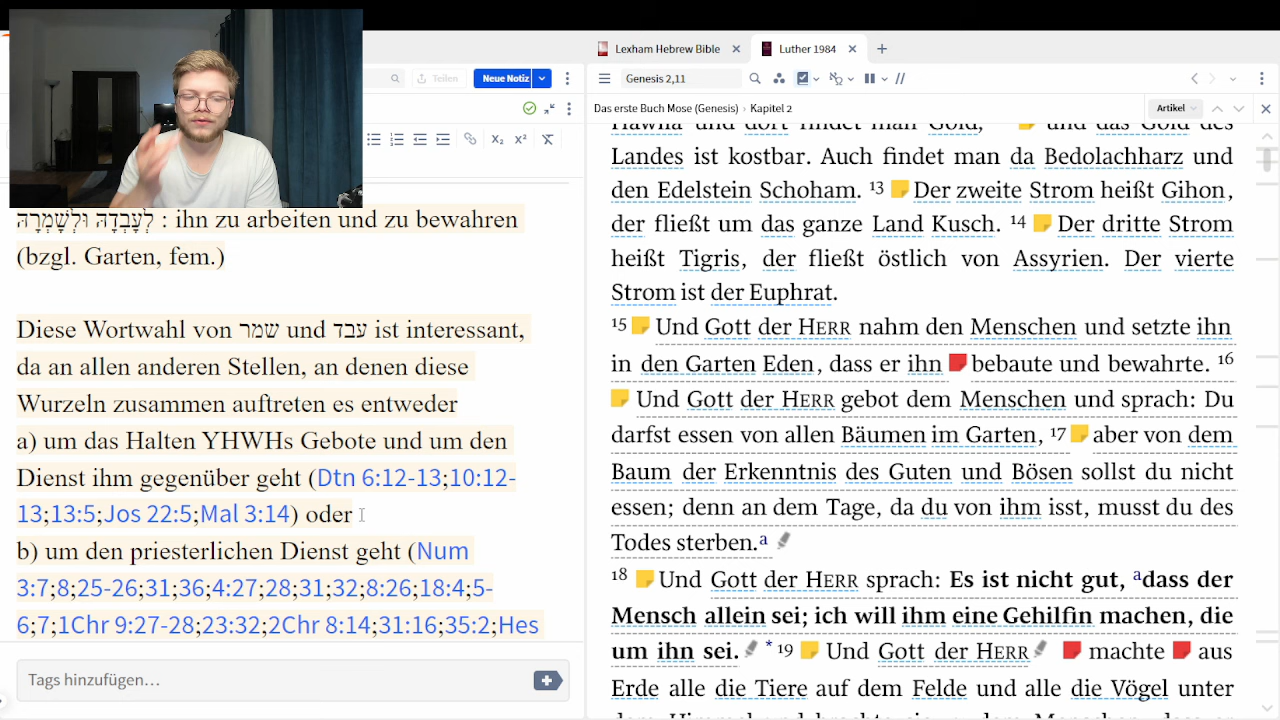 Teilen
Neue Notiz
לְעָבְדָהּ וּלְשָׁמְרָהּ : ihn zu arbeiten und zu bewahren
(bzgl. Garten, fem.)
Diese Wortwahl von שמר und עבד ist interessant,
da an allen anderen Stellen, an denen diese
Wurzeln zusammen auftreten es entweder
a) um das Halten YHWHs Gebote und um den
Dienst ihm gegenüber geht (Dtn 6:12-13;10:12-
13;13:5;Jos 22:5;Mal 3:14) oder
b) um den priesterlichen Dienst geht (Num
3:7;8;25-26;31;36;4:27;28;31;32;8:26;18:4;5-
6;7;1Chr 9:27-28;23:32;2Chr 8:14;31:16;35:2;Hes
Tags hinzufügen…
Lexham Hebrew Bible
Luther 1984
Genesis 2,11
Das erste Buch Mose (Genesis) › Kapitel 2
Artikel
Hawila und dort findet man Gold, und das Gold des
Landes ist kostbar. Auch findet man da Bedolachharz und
den Edelstein Schoham. 13 Der zweite Strom heißt Gihon,
der fließt um das ganze Land Kusch. 14 Der dritte Strom
heißt Tigris, der fließt östlich von Assyrien. Der vierte
Strom ist der Euphrat.
15 Und Gott der HERR nahm den Menschen und setzte ihn
in den Garten Eden, dass er ihn bebaute und bewahrte. 16
Und Gott der HERR gebot dem Menschen und sprach: Du
darfst essen von allen Bäumen im Garten, 17 aber von dem
Baum der Erkenntnis des Guten und Bösen sollst du nicht
essen; denn an dem Tage, da du von ihm isst, musst du des
Todes sterben.a
18 Und Gott der HERR sprach: Es ist nicht gut, adass der
Mensch allein sei; ich will ihm eine Gehilfin machen, die
um ihn sei. * 19 Und Gott der HERR machte aus
Erde alle die Tiere auf dem Felde und alle die Vögel unter